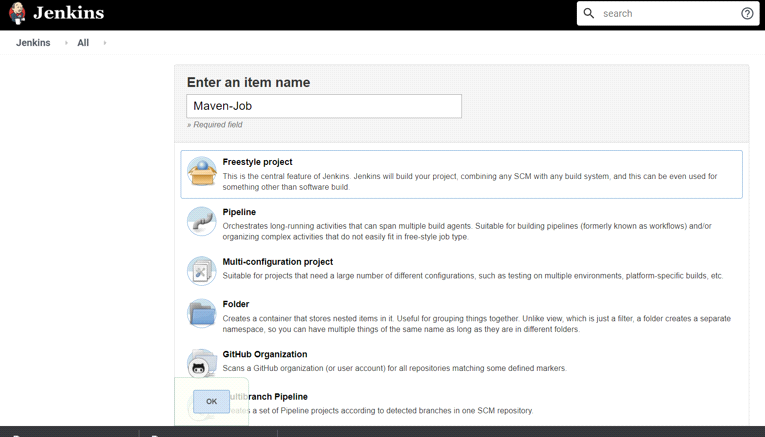 Jenkins
search
Jenkins
All
Enter an item name
Maven-Job
» Required field
Freestyle project
This is the central feature of Jenkins. Jenkins will build your project, combining any SCM with any build system, and this can be even used for
something other than software build.
Pipeline
Orchestrates long-running activities that can span multiple build agents. Suitable for building pipelines (formerly known as workflows) and/or
organizing complex activities that do not easily fit in free-style job type.
Multi-configuration project
Suitable for projects that need a large number of different configurations, such as testing on multiple environments, platform-specific builds, etc.
Folder
Creates a container that stores nested items in it. Useful for grouping things together. Unlike view, which is just a filter, a folder creates a separate
namespace, so you can have multiple things of the same name as long as they are in different folders.
GitHub Organization
Scans a GitHub organization (or user account) for all repositories matching some defined markers.
OK
Multibranch Pipeline
Creates a set of Pipeline projects according to detected branches in one SCM repository.